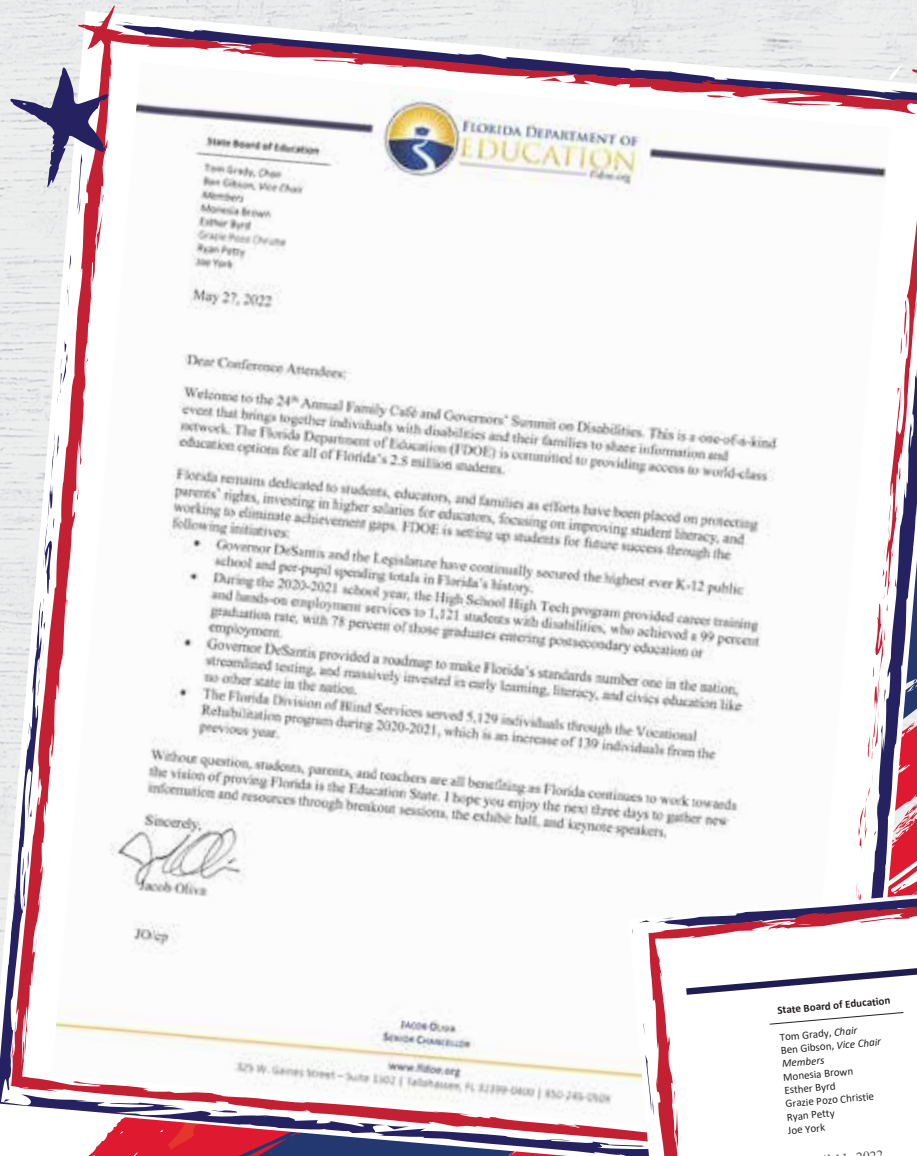 FLORIDA DEPARTMENT OF
EDUCATION
fldoe.org
State Board of Education
Tom Grady, Chair
Ben Gibson, Vice Chair
Members
Monesia Brown
Esther Byrd
Grazie Pozo Christie
Ryan Petty
Joe York
May 27, 2022
Dear Conference Attendees:
Welcome to the 24th Annual Family Café and Governors' Summit on Disabilities. This is a one-of-a-kind
event that brings together individuals with disabilities and their families to share information and
network. The Florida Department of Education (FDOE) is committed to providing access to world-class
education options for all of Florida's 2.8 million students.
Florida remains dedicated to students, educators, and families as efforts have been placed on protecting
parents' rights, investing in higher salaries for educators, focusing on improving student literacy, and
working to eliminate achievement gaps. FDOE is setting up students for future success through the
following initiatives:
• Governor DeSantis and the Legislature have continually secured the highest ever K-12 public
school and per-pupil spending totals in Florida's history.
• During the 2020-2021 school year, the High School High Tech program provided career training
and hands-on employment services to 1,121 students with disabilities, who achieved a 99 percent
graduation rate, with 78 percent of those graduates entering postsecondary education or
employment.
• Governor DeSantis provided a roadmap to make Florida's standards number one in the nation,
streamlined testing, and massively invested in early learning, literacy, and civics education like
no other state in the nation.
• The Florida Division of Blind Services served 5,129 individuals through the Vocational
Rehabilitation program during 2020-2021, which is an increase of 139 individuals from the
previous year.
Without question, students, parents, and teachers are all benefiting as Florida continues to work towards
the vision of proving Florida is the Education State. I hope you enjoy the next three days to gather new
information and resources through breakout sessions, the exhibit hall, and keynote speakers.
Sincerely,
Jacob Oliva
JO/cp
JACOB OLIVA
SENIOR CHANCELLOR
www.fldoe.org
325 W. Gaines Street – Suite 1502 | Tallahassee, FL 32399-0400 | 850-245-0509
State Board of Education
Tom Grady, Chair
Ben Gibson, Vice Chair
Members
Monesia Brown
Esther Byrd
Grazie Pozo Christie
Ryan Petty
Joe York
2022